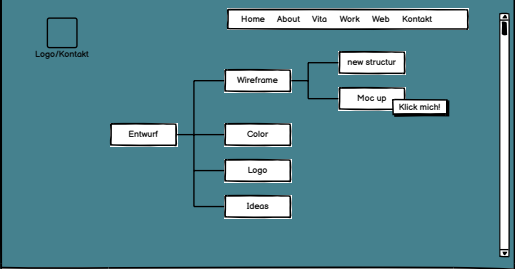 Home About Vita Work Web Kontakt
Logo/Kontakt
new structur
Wireframe
Moc up
Klick mich!
Entwurf
Color
Logo
Ideas